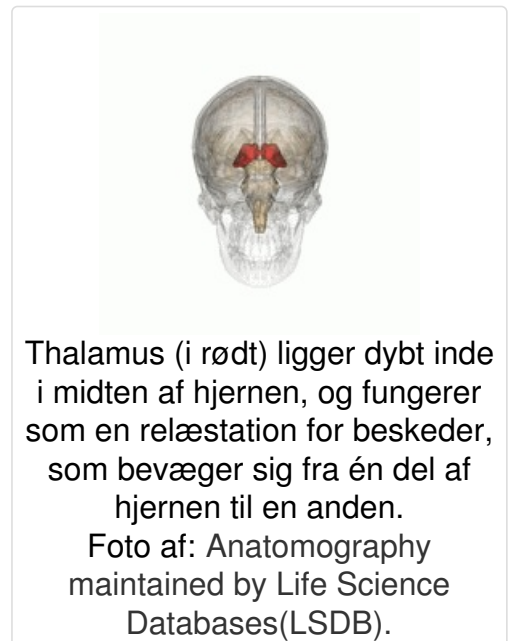 Thalamus (i rødt) ligger dybt inde
i midten af hjernen, og fungerer
som en relæstation for beskeder,
som bevæger sig fra én del af
hjernen til en anden.
Foto af: Anatomography
maintained by Life Science
Databases(LSDB).